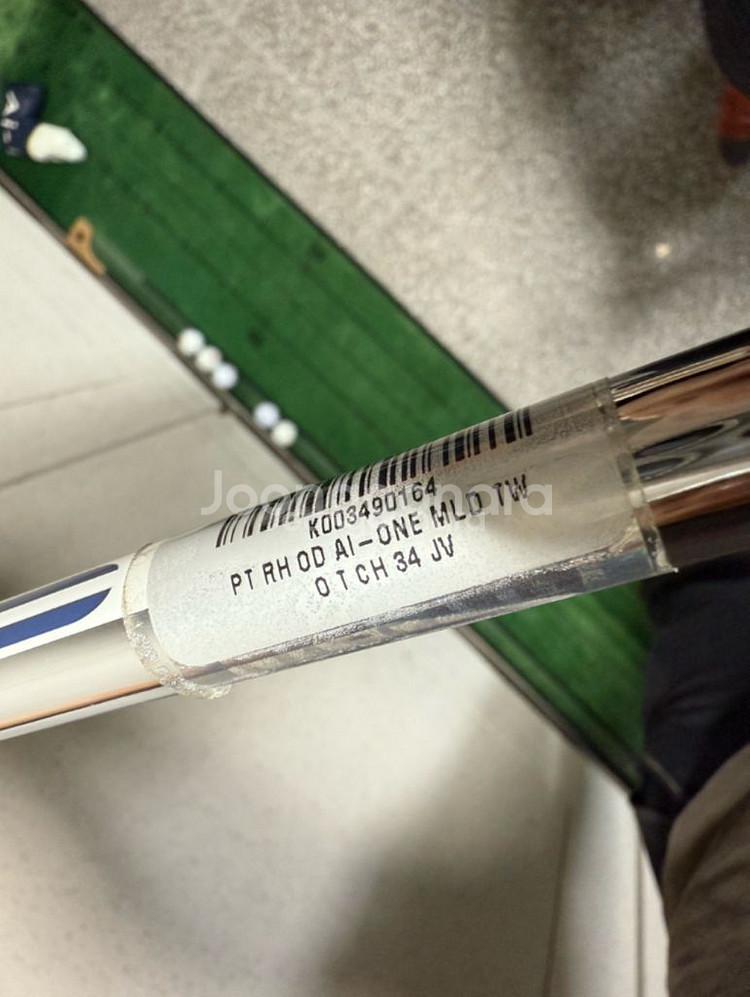 K003490164
PT RH OD AI-ONE MLD TW
O T CH 34 JV